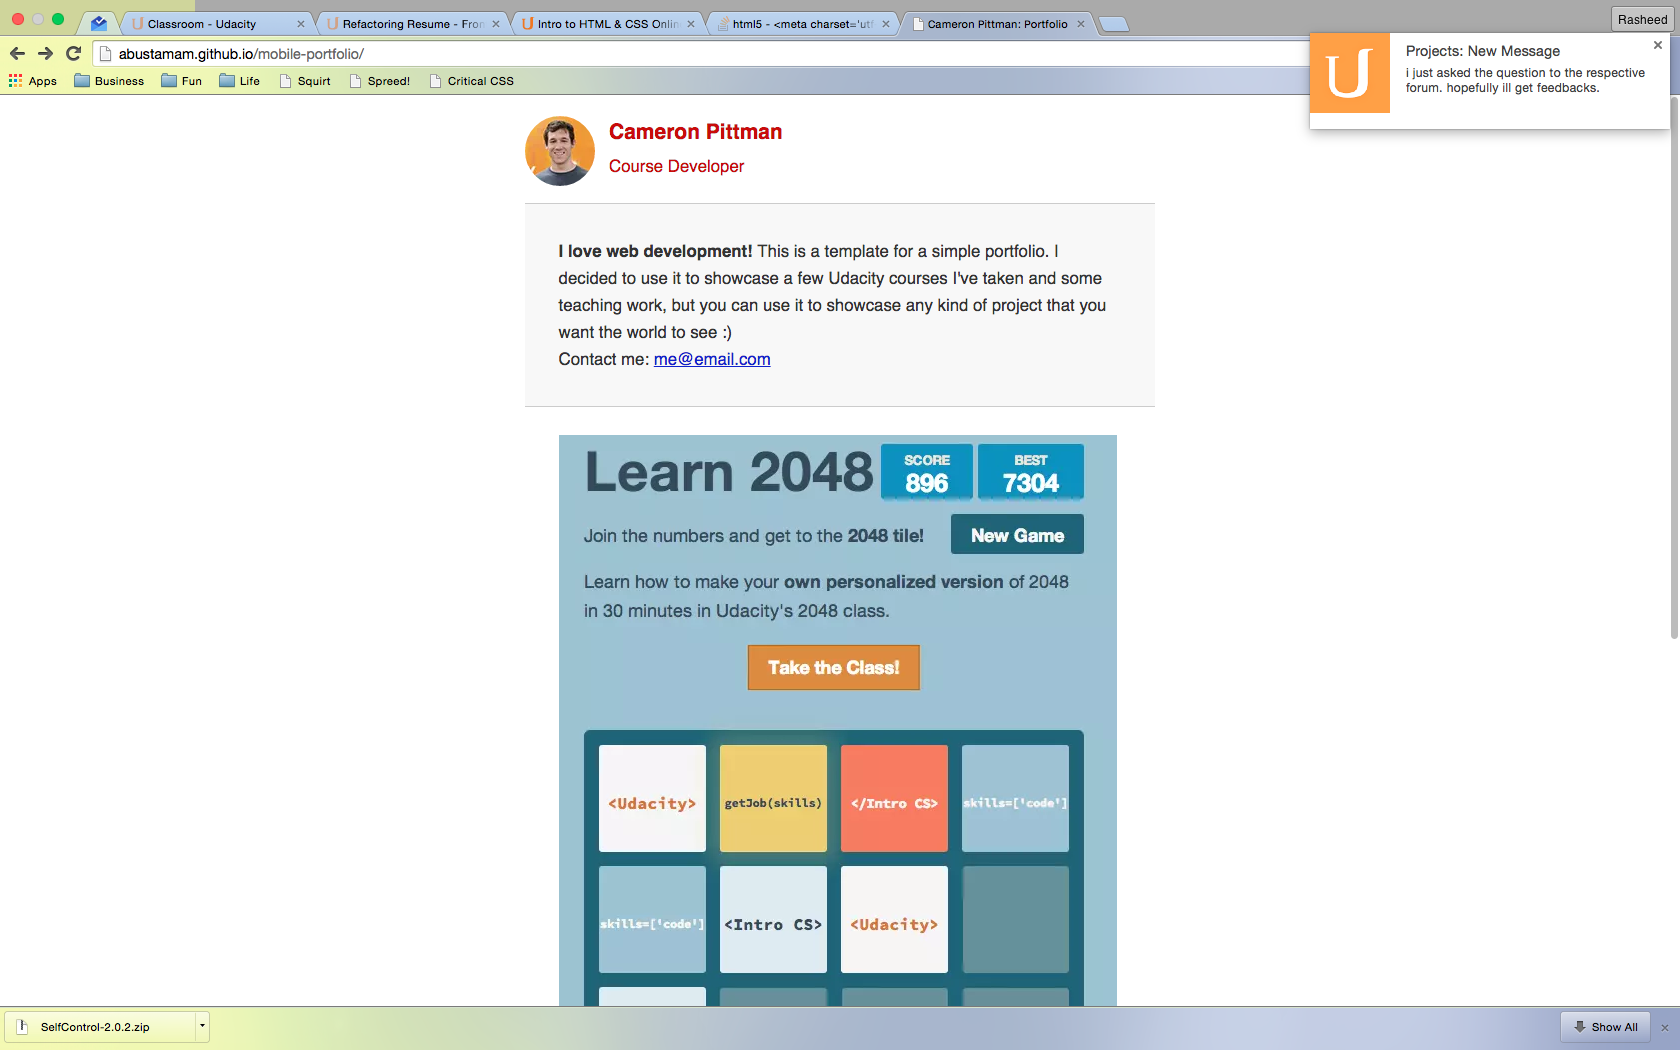 Classroom - Udacity
Refactoring Resume - Fron
Intro to HTML & CSS Onlin
html5 - <meta charset='utf
Cameron Pittman: Portfolio
Rasheed
abustamam.github.io/mobile-portfolio/
Apps
Business
Fun
Life
Squirt
Spreed!
Critical CSS
Projects: New Message
i just asked the question to the respective
forum. hopefully ill get feedbacks.
Cameron Pittman
Course Developer
I love web development! This is a template for a simple portfolio. I
decided to use it to showcase a few Udacity courses I've taken and some
teaching work, but you can use it to showcase any kind of project that you
want the world to see :)
Contact me: me@email.com
Learn 2048
SCORE
896
BEST
7304
Join the numbers and get to the 2048 tile!
New Game
Learn how to make your own personalized version of 2048
in 30 minutes in Udacity's 2048 class.
Take the Class!
<Udacity>
getJob(skills)
</Intro CS>
skills=['code']
skills=['code']
<Intro CS>
<Udacity>
SelfControl-2.0.2.zip
Show All